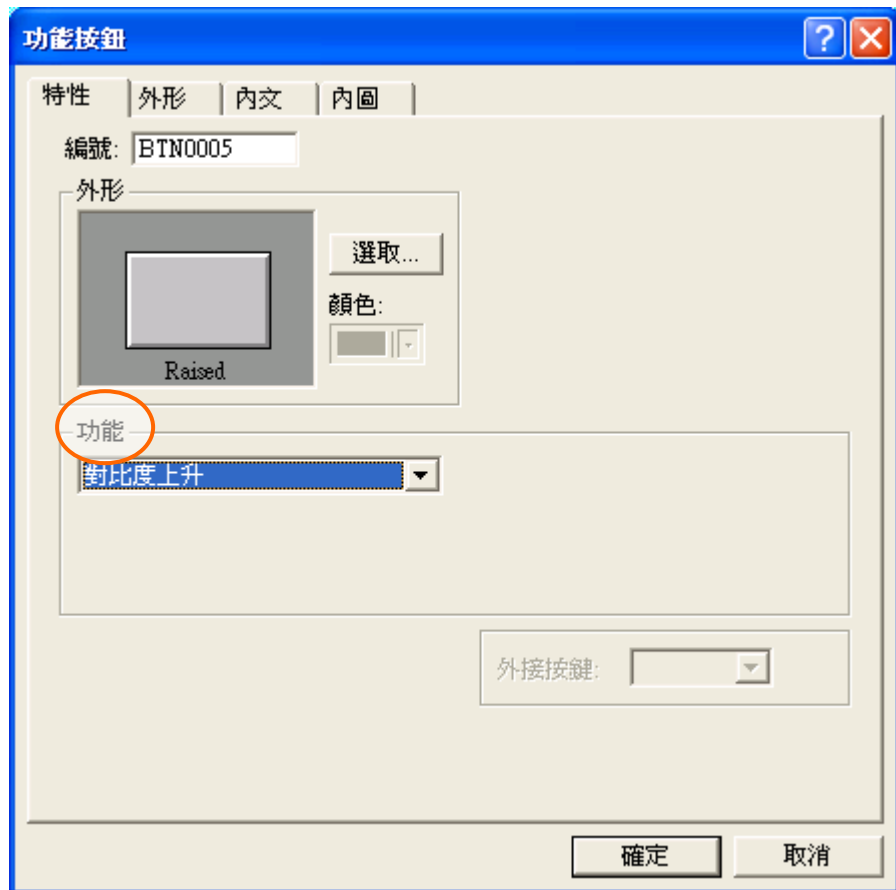 功能按鈕
特性 外形 內文 內圖
編號: BTN0005
外形
選取...
顏色:
Raised
功能
對比度上升
外接按鍵:
確定 取消